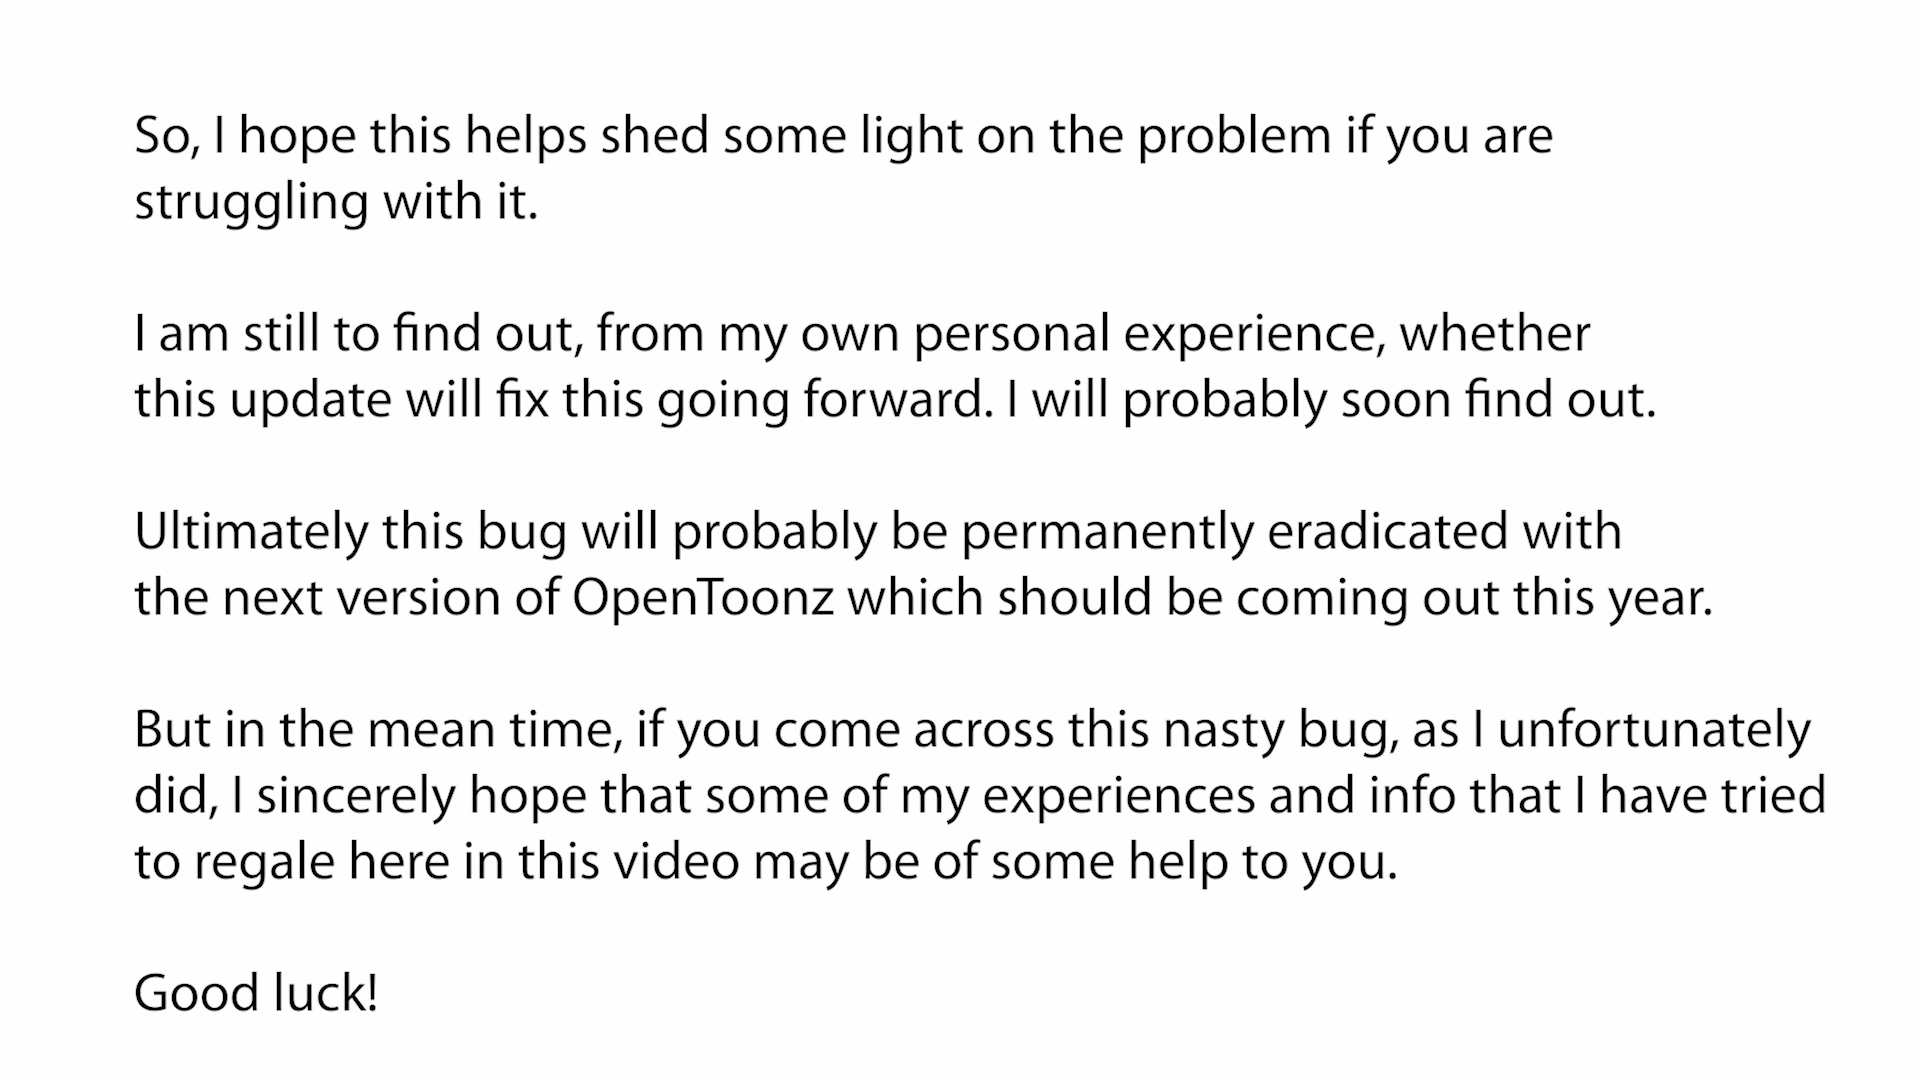 So, I hope this helps shed some light on the problem if you are
struggling with it.
I am still to find out, from my own personal experience, whether
this update will fix this going forward. I will probably soon find out.
Ultimately this bug will probably be permanently eradicated with
the next version of OpenToonz which should be coming out this year.
But in the mean time, if you come across this nasty bug, as I unfortunately
did, I sincerely hope that some of my experiences and info that I have tried
to regale here in this video may be of some help to you.
Good luck!